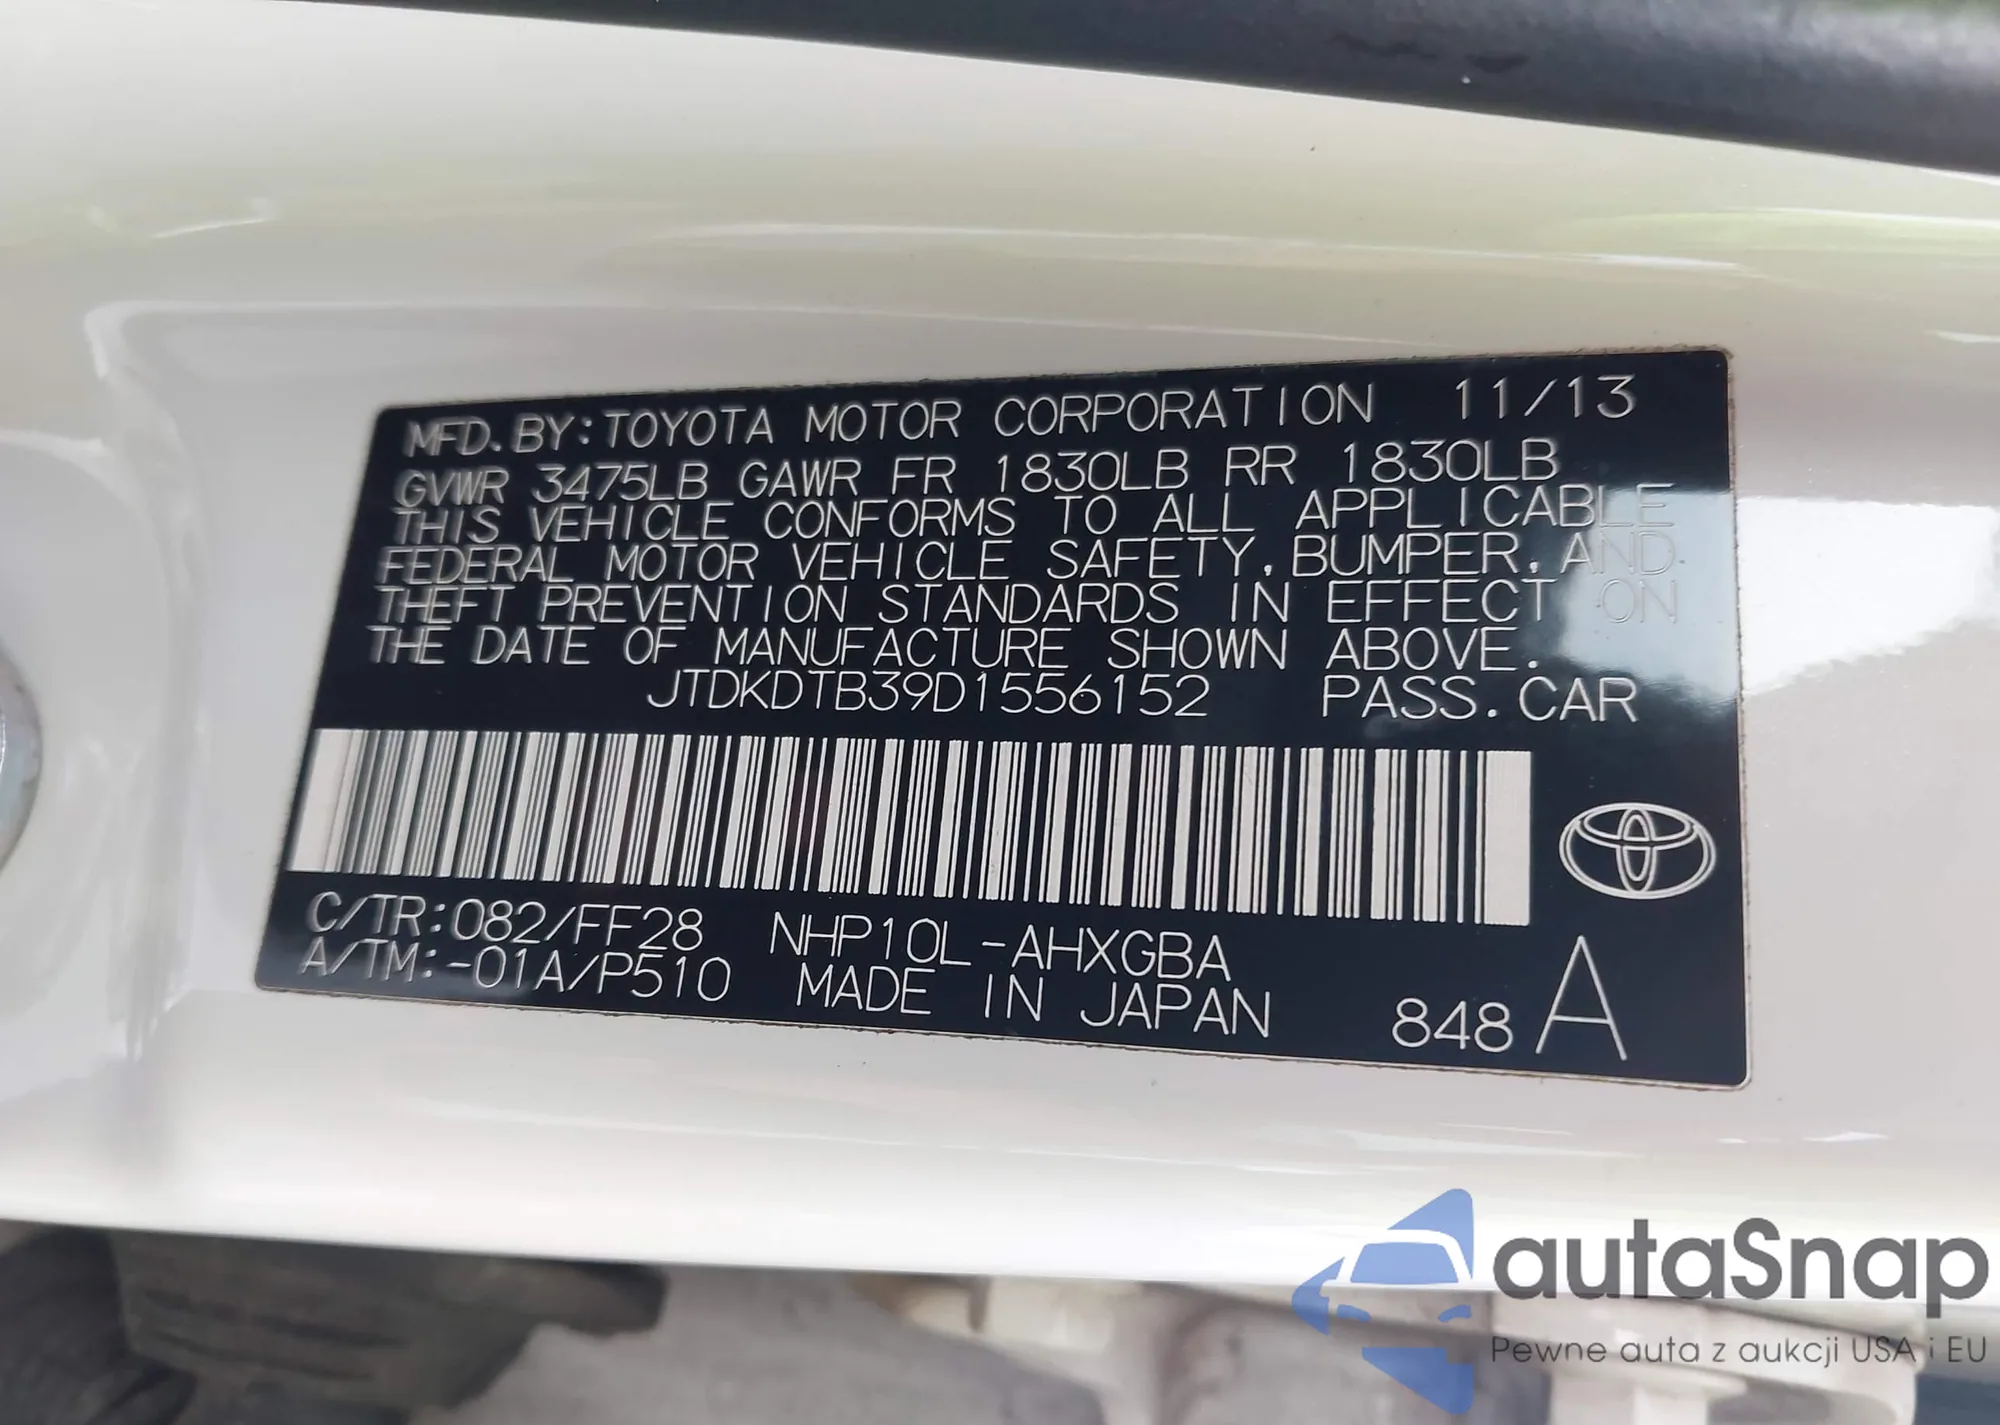 MFD.BY:TOYOTA MOTOR CORPORATION 11/13
GVWR 3475LB GAWR FR 1830LB RR 1830LB
THIS VEHICLE CONFORMS TO ALL APPLICABLE
FEDERAL MOTOR VEHICLE SAFETY,BUMPER,AND
THEFT PREVENTION STANDARDS IN EFFECT ON
THE DATE OF MANUFACTURE SHOWN ABOVE.
JTDKDTB39D1556152 PASS.CAR
C/TR:082/FF28 NHP10L-AHXGBA
A/TM:-01A/P510 MADE IN JAPAN 848 A
autaSnap
Pewne auta z aukcji USA i EU